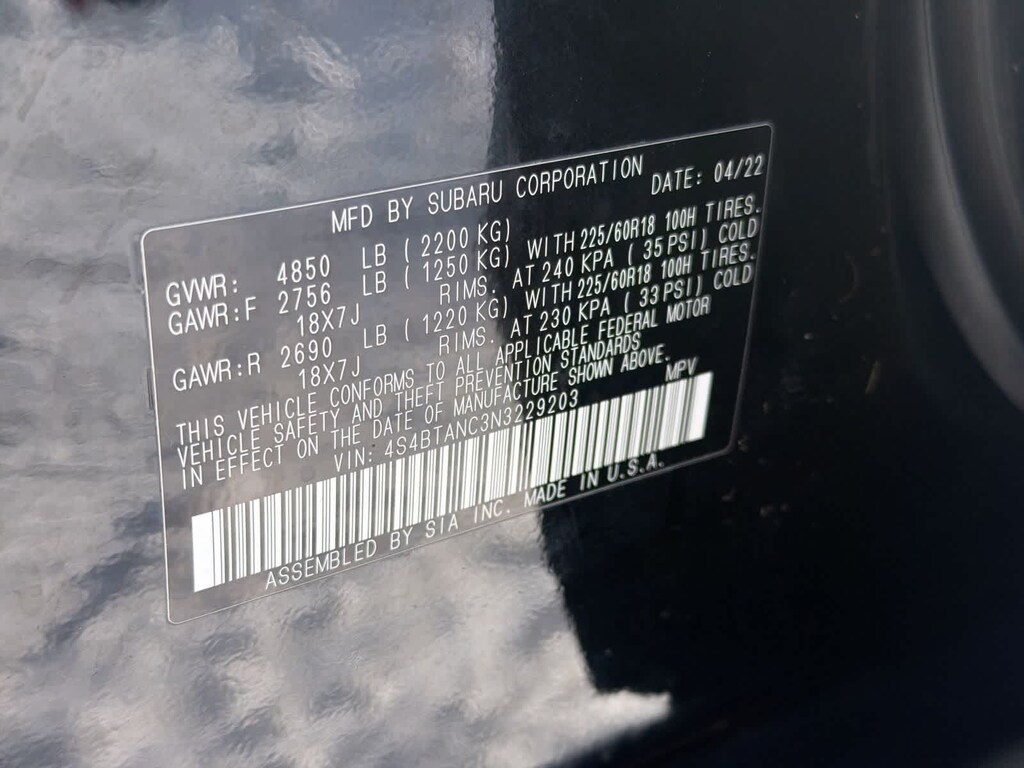 MFD BY SUBARU CORPORATION DATE: 04/22
GVWR: 4850 LB ( 2200 KG)
GAWR:F 2756 LB ( 1250 KG) WITH 225/60R18 100H TIRES.
18X7J RIMS. AT 240 KPA ( 35 PSI) COLD
GAWR:R 2690 LB ( 1220 KG) WITH 225/60R18 100H TIRES.
18X7J RIMS. AT 230 KPA ( 33 PSI) COLD
THIS VEHICLE CONFORMS TO ALL APPLICABLE FEDERAL MOTOR
VEHICLE SAFETY AND THEFT PREVENTION STANDARDS
IN EFFECT ON THE DATE OF MANUFACTURE SHOWN ABOVE.
VIN: 4S4BTANC3N3229203 MPV
ASSEMBLED BY SIA INC. MADE IN U.S.A.